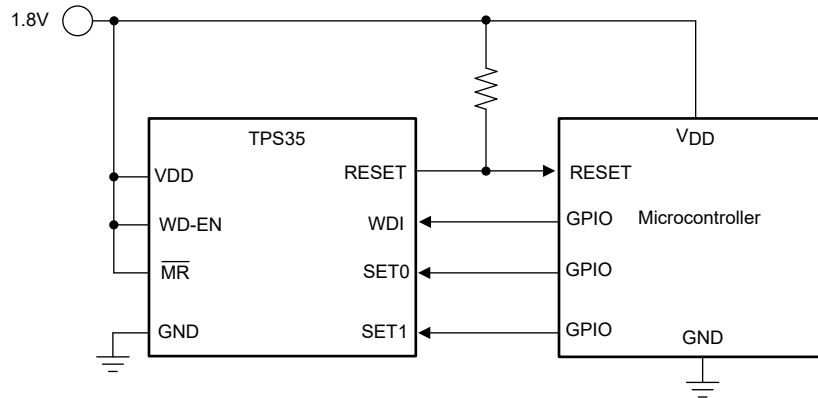 1.8V
TPS35
VDD
WD-EN
MR
GND
RESET
WDI
SET0
SET1
VDD
RESET
GPIO
Microcontroller
GPIO
GPIO
GND